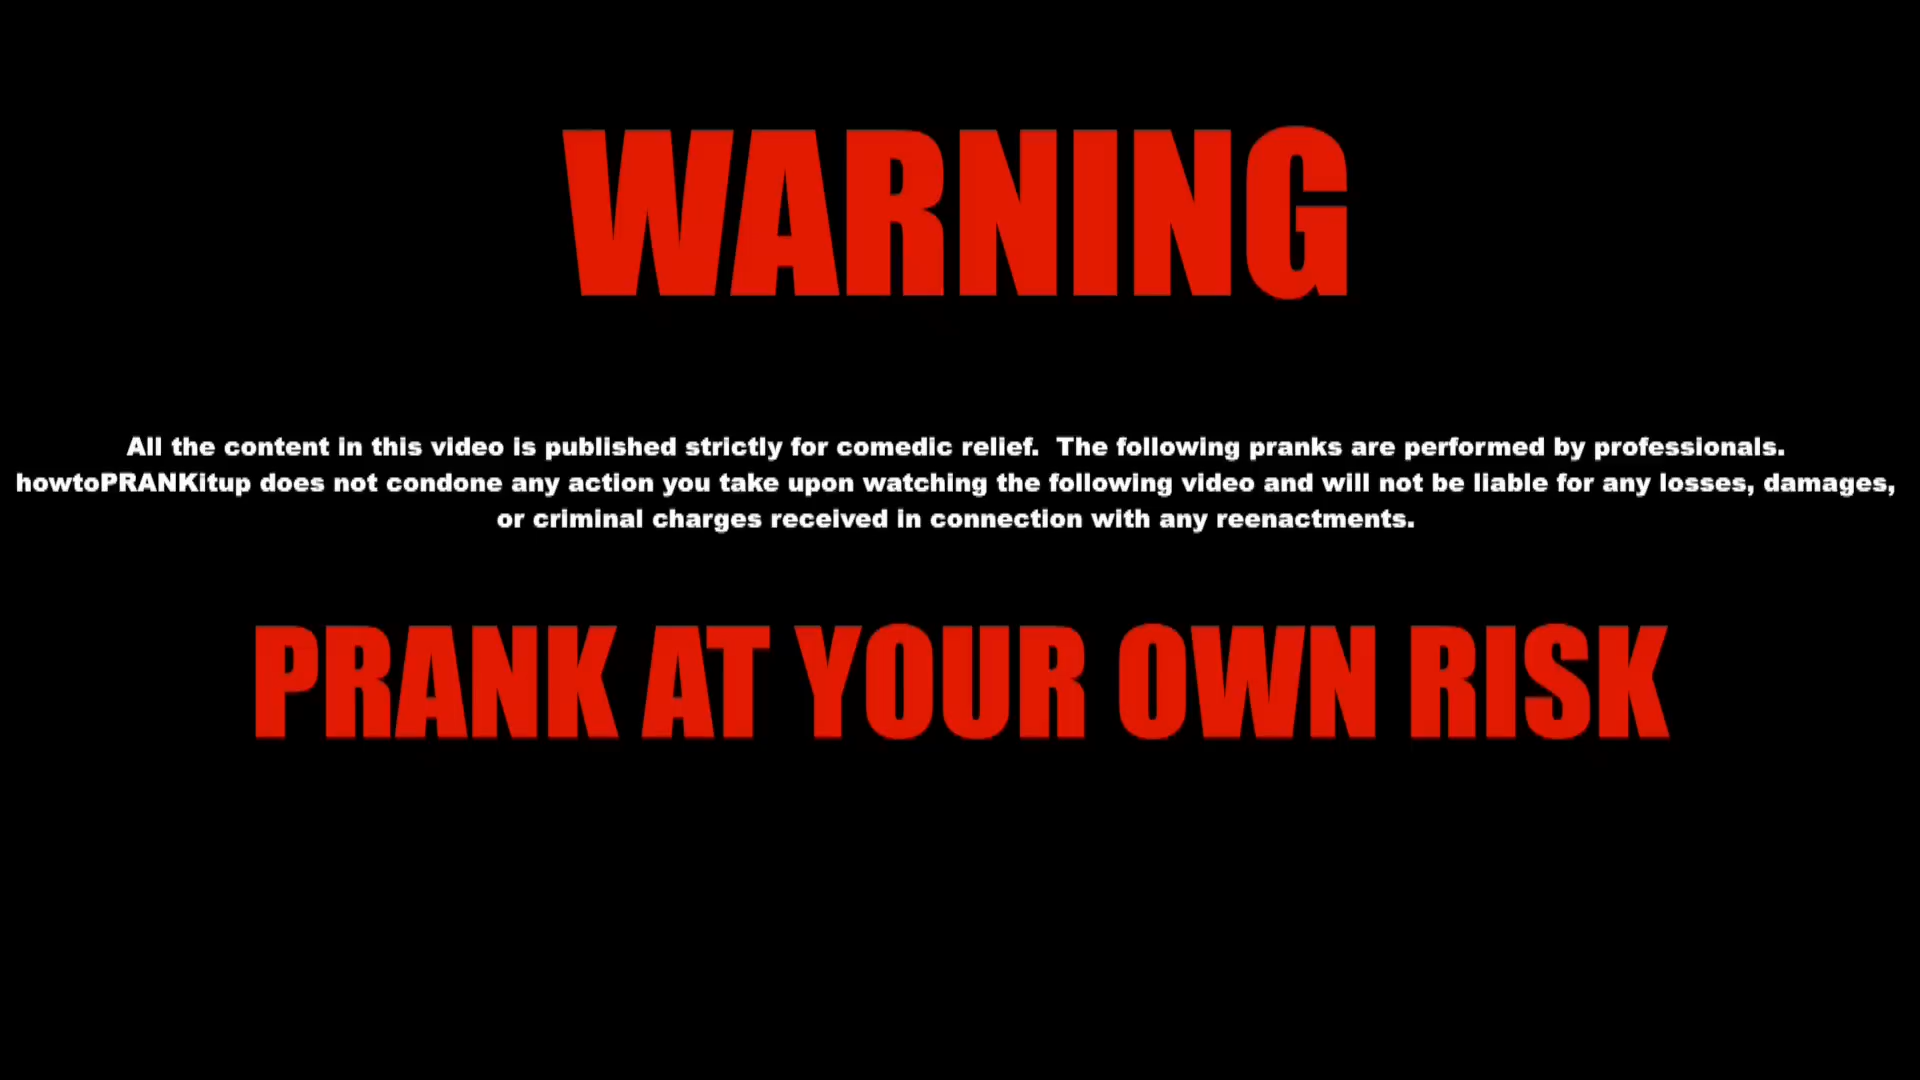 WARNING
All the content in this video is published strictly for comedic relief.  The following pranks are performed by professionals.
howtoPRANKitup does not condone any action you take upon watching the following video and will not be liable for any losses, damages,
or criminal charges received in connection with any reenactments.
PRANK AT YOUR OWN RISK